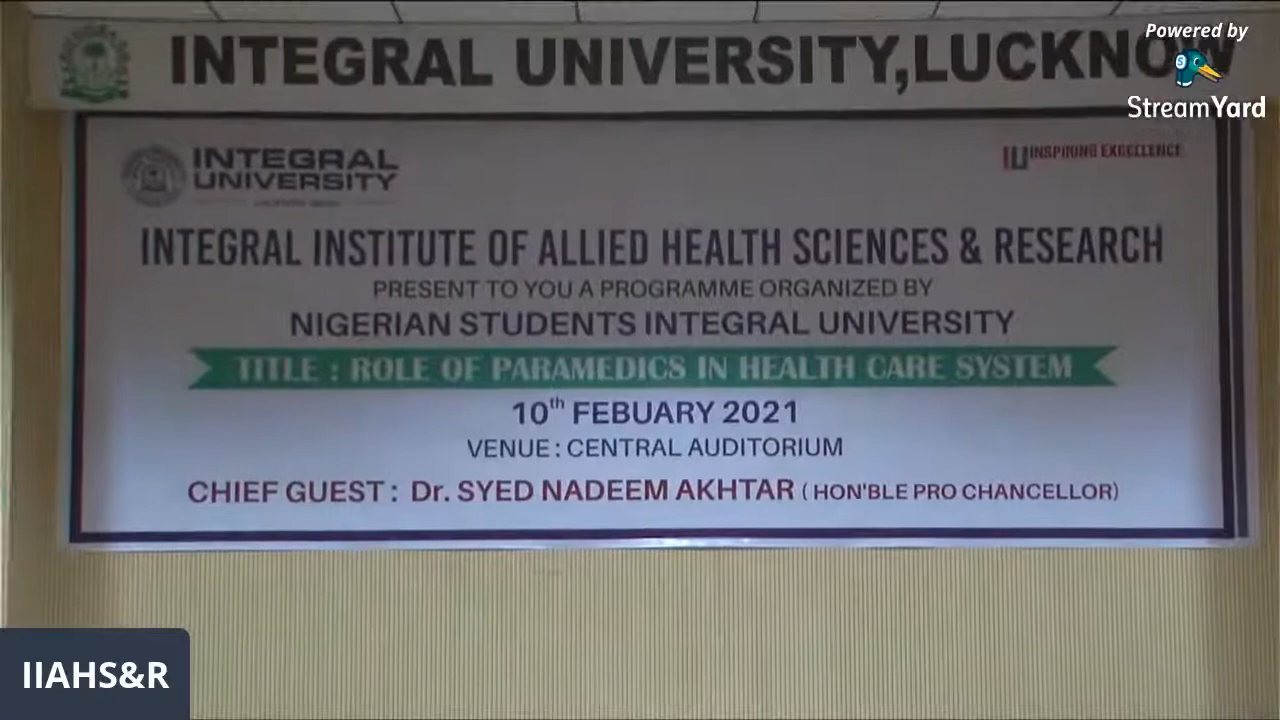 INTEGRAL UNIVERSITY,LUCKNOW
Powered by
StreamYard
INTEGRAL
UNIVERSITY
IU INSPIRING EXCELLENCE
INTEGRAL INSTITUTE OF ALLIED HEALTH SCIENCES & RESEARCH
PRESENT TO YOU A PROGRAMME ORGANIZED BY
NIGERIAN STUDENTS INTEGRAL UNIVERSITY
TITLE : ROLE OF PARAMEDICS IN HEALTH CARE SYSTEM
10th FEBUARY 2021
VENUE : CENTRAL AUDITORIUM
CHIEF GUEST : Dr. SYED NADEEM AKHTAR ( HON'BLE PRO CHANCELLOR)
IIAHS&R